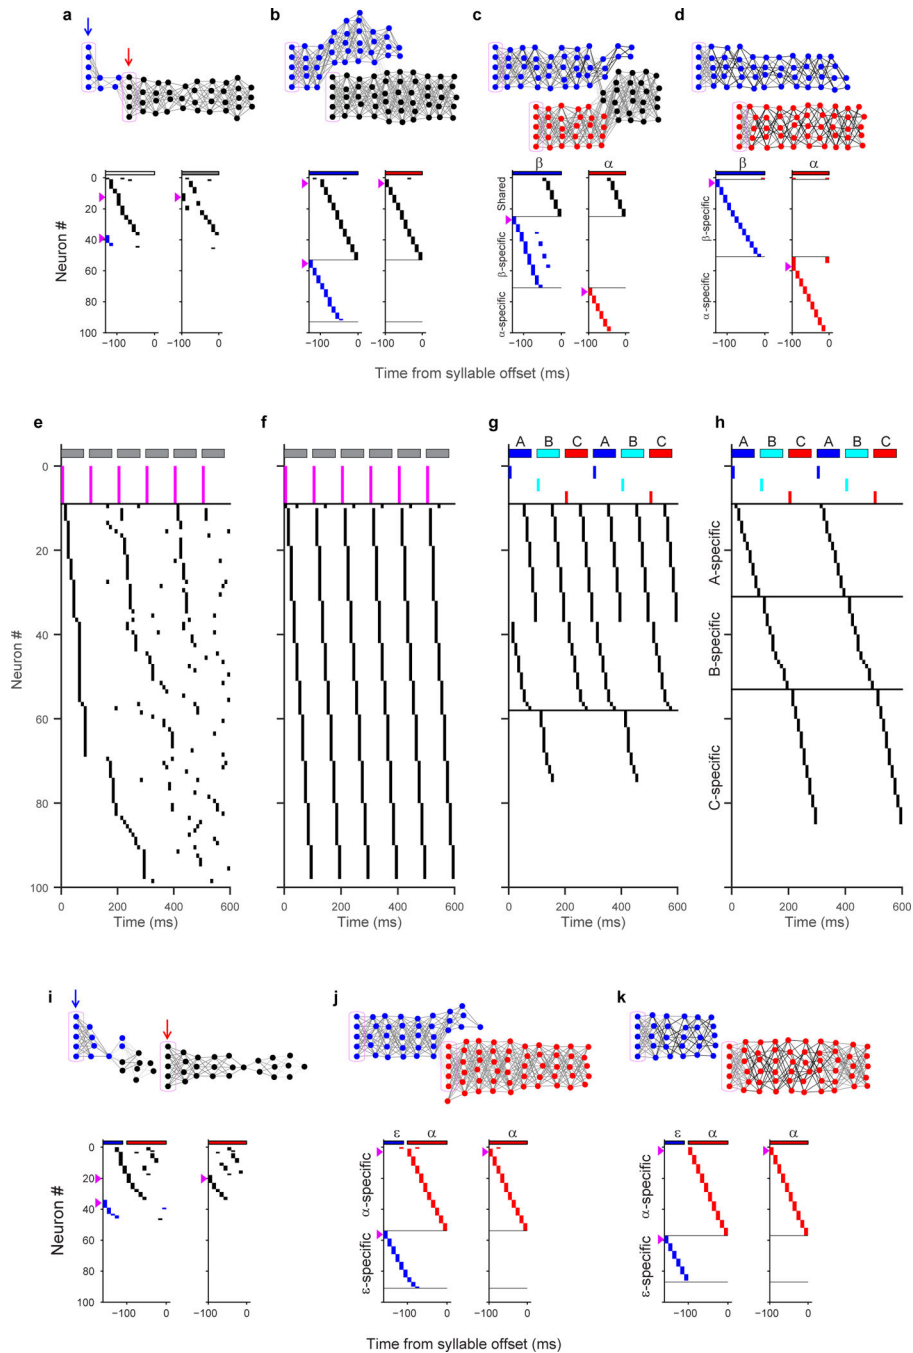 a b c d
β α β α
0
20
40
60
80
100
Neuron #
Shared
β-specific
α-specific
β-specific
α-specific
−100 0 −100 0 −100 0 −100 0 −100 0 −100 0 −100 0 −100 0
Time from syllable offset (ms)
e f g h
A B C A B C A B C A B C
0
20
40
60
80
100
Neuron #
A-specific
B-specific
C-specific
0 200 400 600 0 200 400 600 0 200 400 600 0 200 400 600
Time (ms) Time (ms) Time (ms) Time (ms)
i j k
ε α α ε α α
0
20
40
60
80
100
Neuron #
α-specific
ε-specific
α-specific
ε-specific
−100 0 −100 0 −100 0 −100 0 −100 0 −100 0
Time from syllable offset (ms)